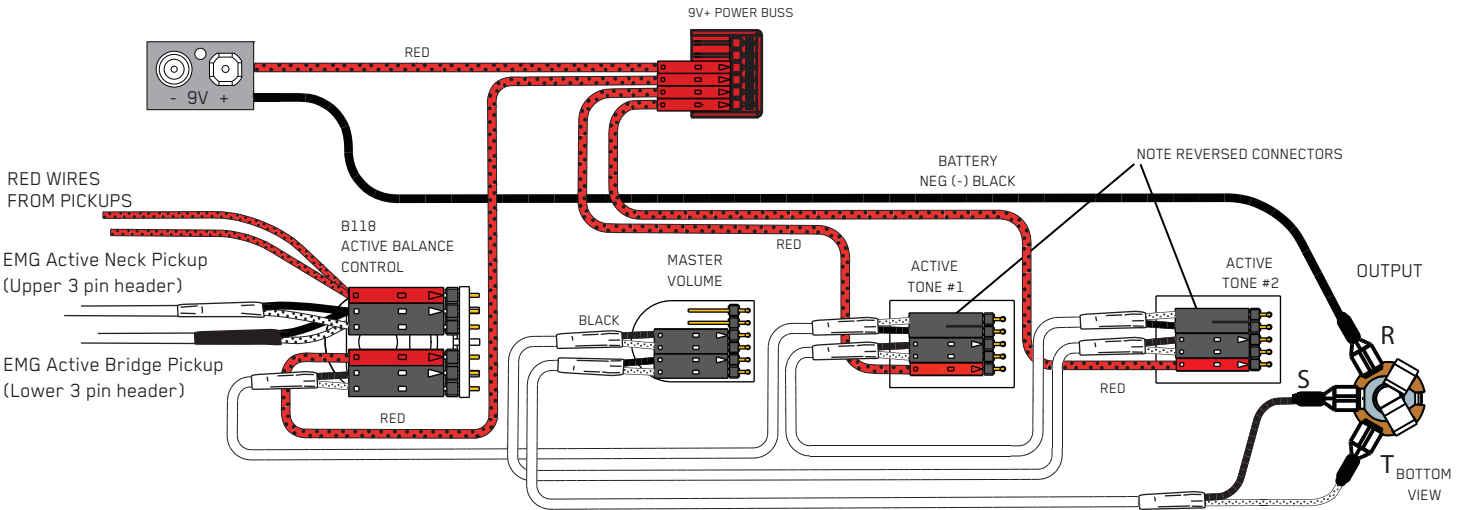 9V+ POWER BUSS
RED
- 9V +
BATTERY
NEG (-) BLACK
NOTE REVERSED CONNECTORS
RED WIRES
FROM PICKUPS
B118
ACTIVE BALANCE
CONTROL
EMG Active Neck Pickup
(Upper 3 pin header)
EMG Active Bridge Pickup
(Lower 3 pin header)
RED
BLACK
MASTER
VOLUME
RED
ACTIVE
TONE #1
ACTIVE
TONE #2
RED
OUTPUT
R
S
T
BOTTOM
VIEW